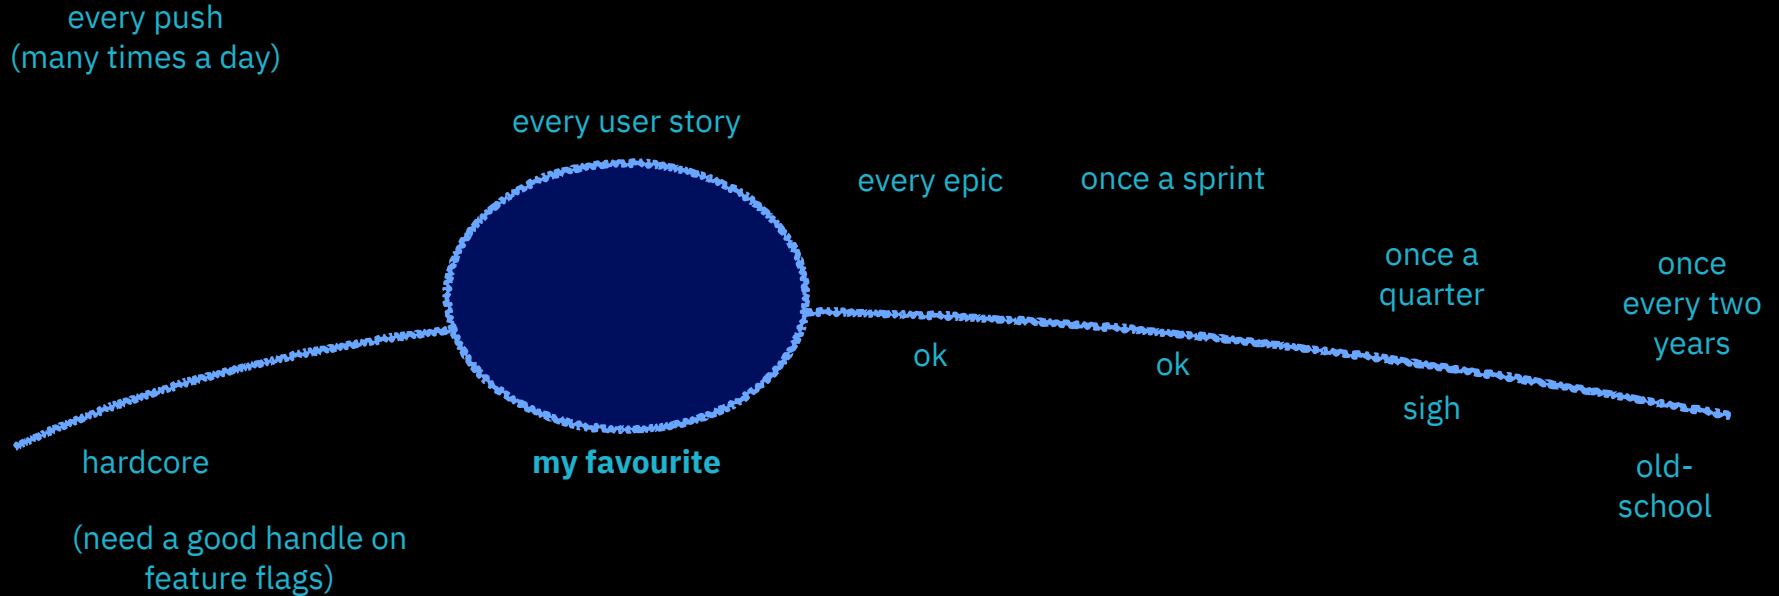 every push
(many times a day)
every user story
every epic
once a sprint
once a
quarter
once
every two
years
ok
ok
sigh
hardcore
my favourite
old-
school
(need a good handle on
feature flags)